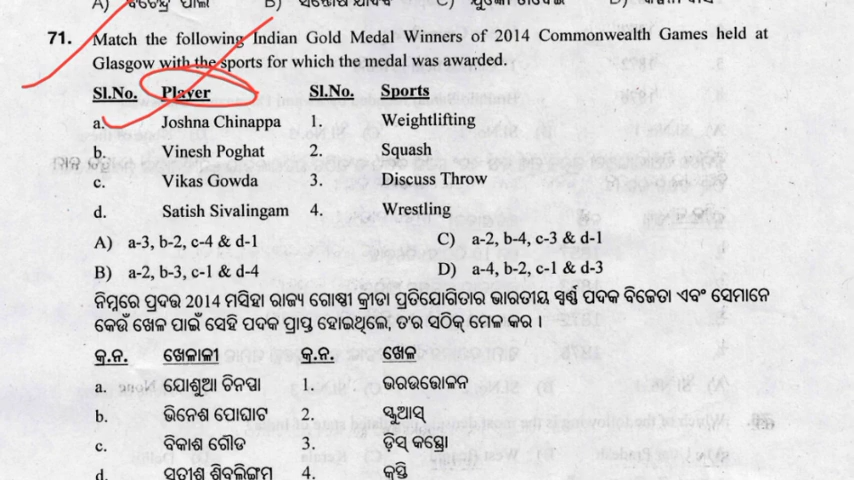 71. Match the following Indian Gold Medal Winners of 2014 Commonwealth Games held at
Glasgow with the sports for which the medal was awarded.
Sl.No. Player Sl.No. Sports
a. Joshna Chinappa 1. Weightlifting
b. Vinesh Poghat 2. Squash
c. Vikas Gowda 3. Discuss Throw
d. Satish Sivalingam 4. Wrestling
A) a-3, b-2, c-4 & d-1 C) a-2, b-4, c-3 & d-1
B) a-2, b-3, c-1 & d-4 D) a-4, b-2, c-1 & d-3
ନିମ୍ନରେ ପ୍ରଦତ୍ତ 2014 ମସିହା ରାଜ୍ୟ ଗୋଷ୍ଠୀ କ୍ରୀଡା ପ୍ରତିଯୋଗିତାର ଭାରତୀୟ ସ୍ୱର୍ଣ୍ଣ ପଦକ ବିଜେତା ଏବଂ ସେମାନେ
କେଉଁ ଖେଳ ପାଇଁ ସେହି ପଦକ ପ୍ରାପ୍ତ ହୋଇଥିଲେ, ତା'ର ସଠିକ୍ ମେଳ କର ।
କ୍ର.ନ. ଖେଳାଳୀ କ୍ର.ନ. ଖେଳ
a. ଯୋଶ୍ନା ଚିନପା 1. ଭାରଉତ୍ତୋଳନ
b. ଭିନେଶ ପୋଘାଟ 2. ସ୍କ୍ୱାସ୍
c. ବିକାଶ ଗୌଡ 3. ଡ଼ିସ୍କସ୍ ଥ୍ରୋ
d. ସତୀଶ ଶିବଲିଙ୍ଗମ 4. କୁସ୍ତି